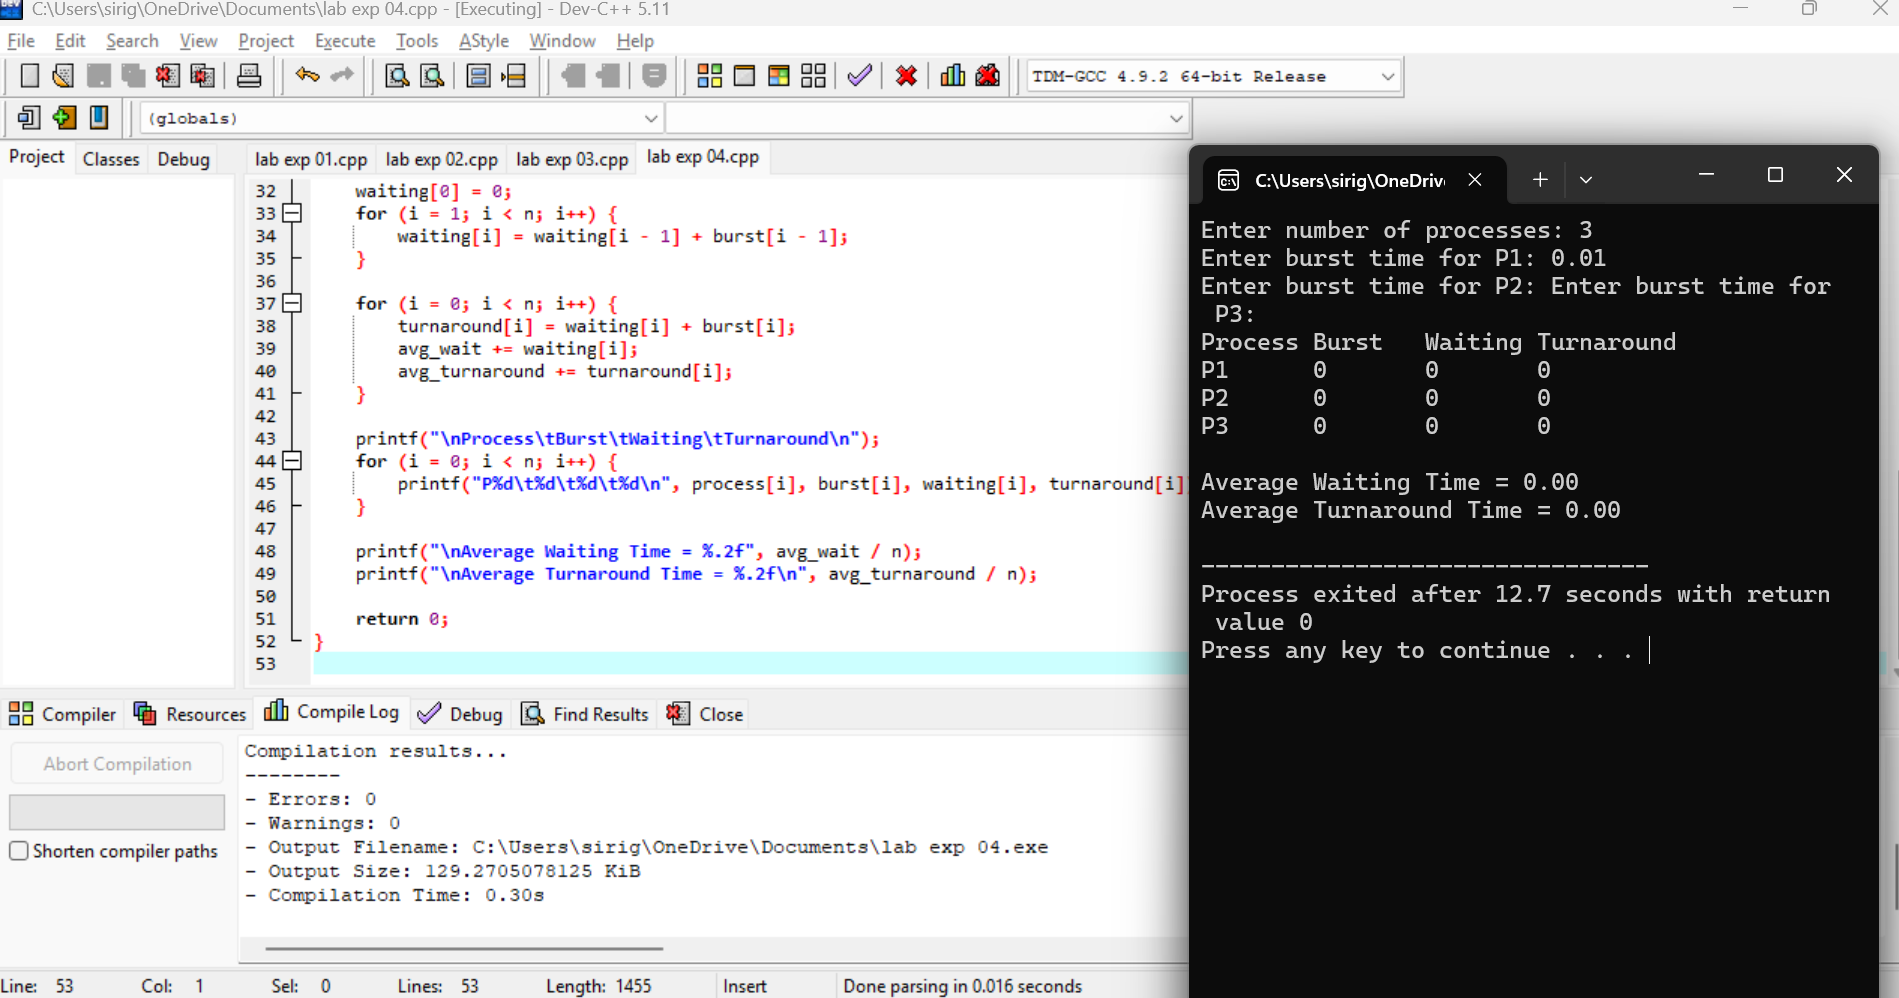 C:\Users\sirig\OneDrive\Documents\lab exp 04.cpp - [Executing] - Dev-C++ 5.11
File Edit Search View Project Execute Tools AStyle Window Help
TDM-GCC 4.9.2 64-bit Release
(globals)
Project Classes Debug
lab exp 01.cpp lab exp 02.cpp lab exp 03.cpp lab exp 04.cpp
32 waiting[0] = 0;
33 for (i = 1; i < n; i++) {
34 waiting[i] = waiting[i - 1] + burst[i - 1];
35 }
36
37 for (i = 0; i < n; i++) {
38 turnaround[i] = waiting[i] + burst[i];
39 avg_wait += waiting[i];
40 avg_turnaround += turnaround[i];
41 }
42
43 printf("\nProcess\tBurst\tWaiting\tTurnaround\n");
44 for (i = 0; i < n; i++) {
45 printf("P%d\t%d\t%d\t%d\n", process[i], burst[i], waiting[i], turnaround[i]
46 }
47
48 printf("\nAverage Waiting Time = %.2f", avg_wait / n);
49 printf("\nAverage Turnaround Time = %.2f\n", avg_turnaround / n);
50
51 return 0;
52 }
53
C:\Users\sirig\OneDriv
Enter number of processes: 3
Enter burst time for P1: 0.01
Enter burst time for P2: Enter burst time for
P3:
Process Burst Waiting Turnaround
P1 0 0 0
P2 0 0 0
P3 0 0 0
Average Waiting Time = 0.00
Average Turnaround Time = 0.00
--------------------------------
Process exited after 12.7 seconds with return
value 0
Press any key to continue . . .
Compiler Resources Compile Log Debug Find Results Close
Abort Compilation
Shorten compiler paths
Compilation results...
--------
- Errors: 0
- Warnings: 0
- Output Filename: C:\Users\sirig\OneDrive\Documents\lab exp 04.exe
- Output Size: 129.2705078125 KiB
- Compilation Time: 0.30s
Line: 53 Col: 1 Sel: 0 Lines: 53 Length: 1455 Insert Done parsing in 0.016 seconds